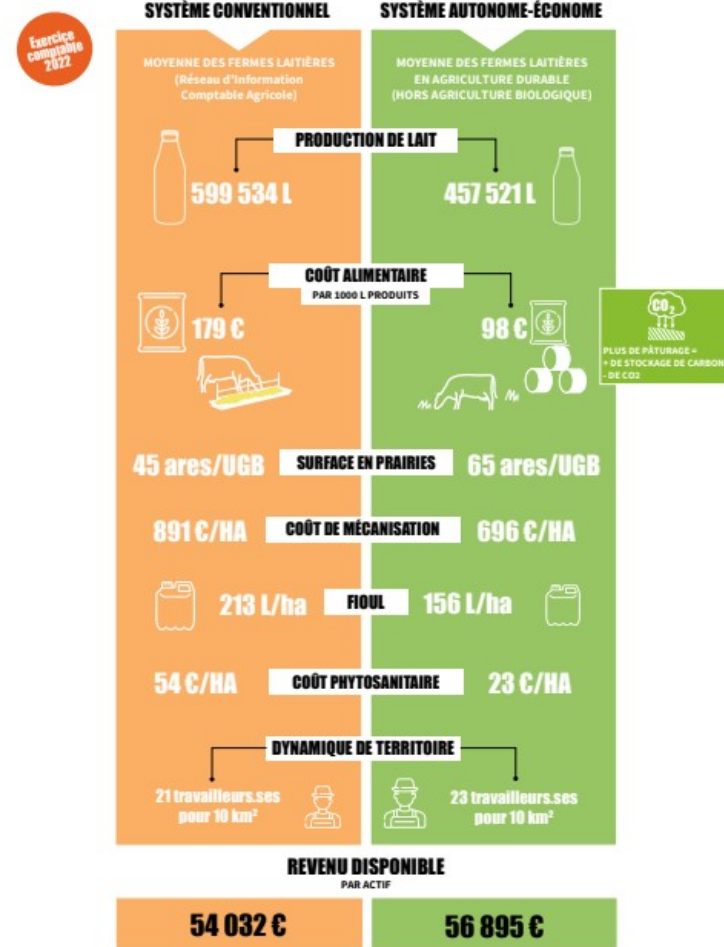 Exercice
comptable
2022
SYSTÈME CONVENTIONNEL
SYSTÈME AUTONOME-ÉCONOME
MOYENNE DES FERMES LAITIÈRES
(Réseau d'Information
Comptable Agricole)
MOYENNE DES FERMES LAITIÈRES
EN AGRICULTURE DURABLE
(HORS AGRICULTURE BIOLOGIQUE)
PRODUCTION DE LAIT
599 534 L
457 521 L
COÛT ALIMENTAIRE
PAR 1000 L PRODUITS
179 €
98 €
CO2
PLUS DE PÂTURAGE =
+ DE STOCKAGE DE CARBON
- DE CO2
45 ares/UGB
SURFACE EN PRAIRIES
65 ares/UGB
891 €/HA
COÛT DE MÉCANISATION
696 €/HA
213 L/ha
FIOUL
156 L/ha
54 €/HA
COÛT PHYTOSANITAIRE
23 €/HA
DYNAMIQUE DE TERRITOIRE
21 travailleurs.ses
pour 10 km²
23 travailleurs.ses
pour 10 km²
REVENU DISPONIBLE
PAR ACTIF
54 032 €
56 895 €